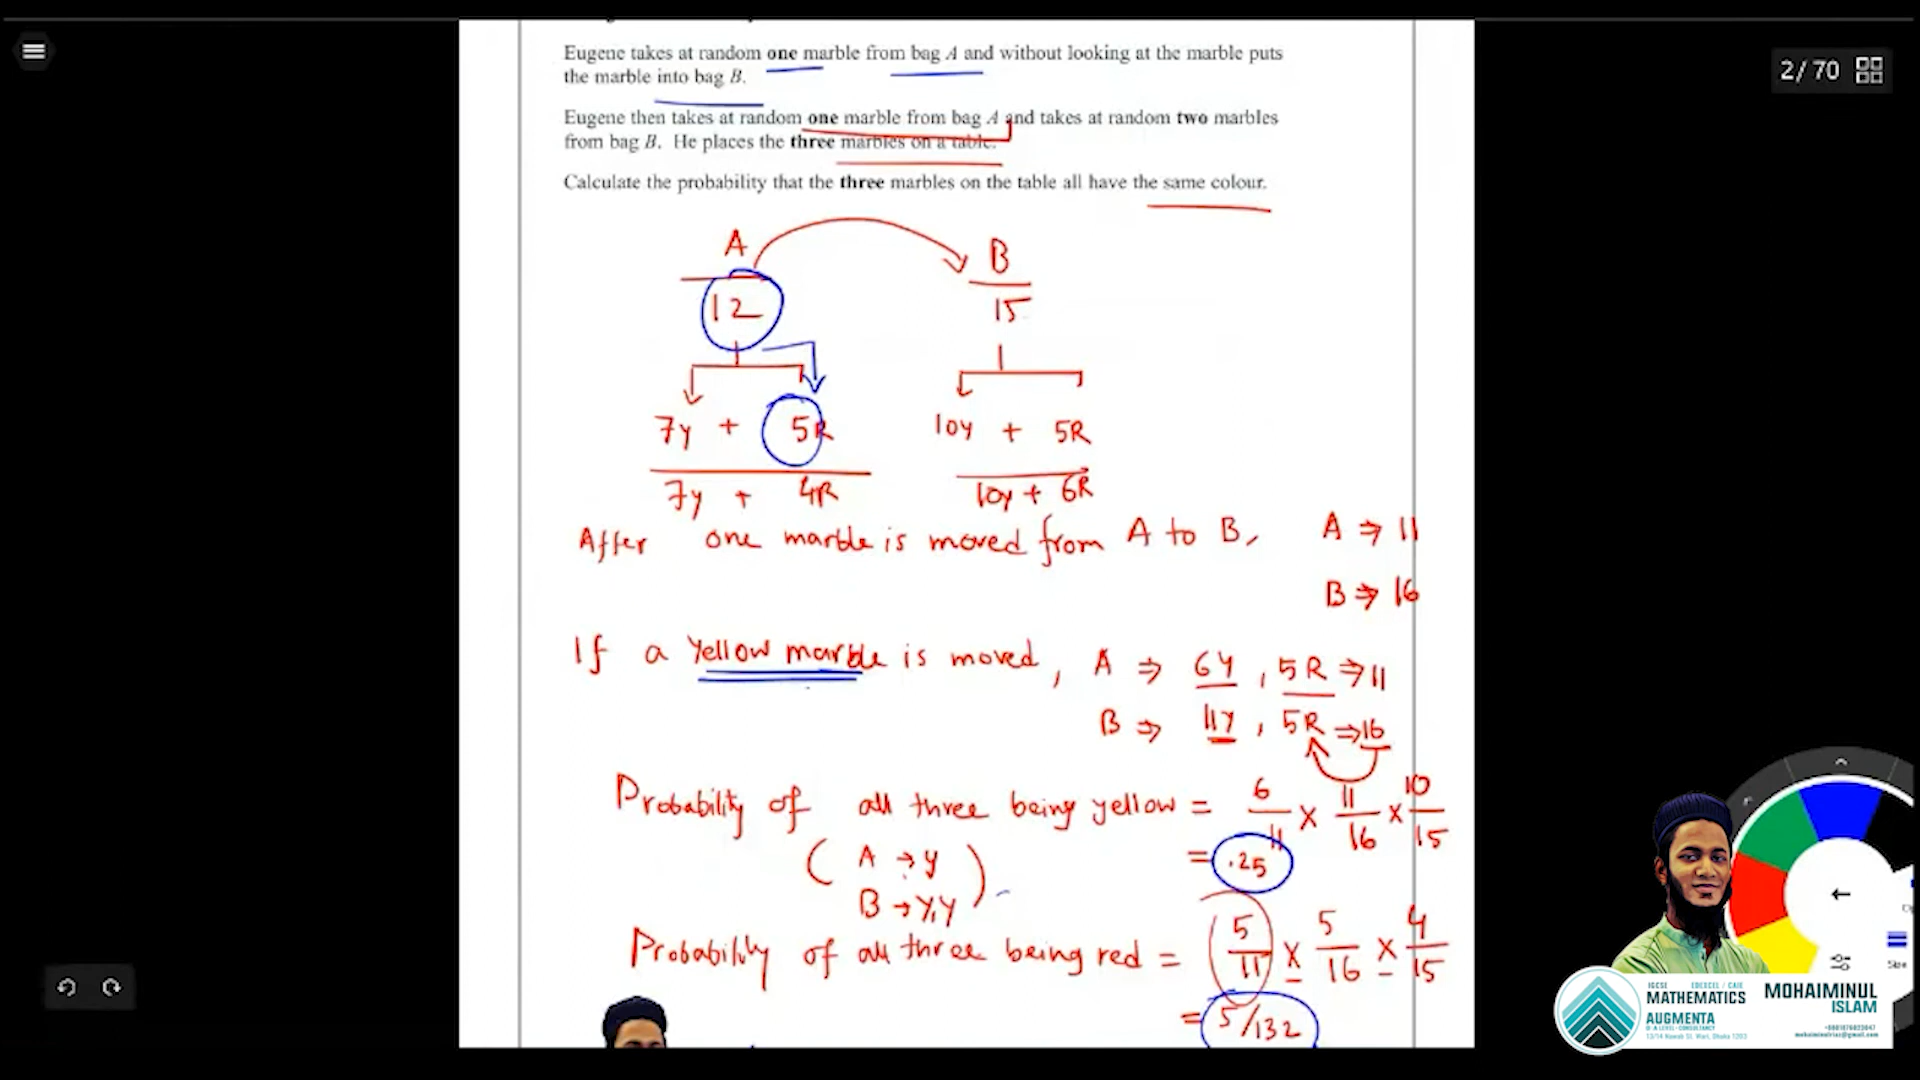 2/70
Eugene takes at random one marble from bag A and without looking at the marble puts
the marble into bag B.
Eugene then takes at random one marble from bag A and takes at random two marbles
from bag B. He places the three marbles on a table.
Calculate the probability that the three marbles on the table all have the same colour.
A B
12 15
7y + 5R 10y + 5R
7y + 4R 10y + 6R
After one marble is moved from A to B, A ⇒ 11
B ⇒ 16
If a Yellow marble is moved, A ⇒ 6Y, 5R ⇒ 11
B ⇒ 11Y, 5R ⇒ 16
Probability of all three being yellow = 6/11 × 11/16 × 10/15
( A → y = .25
B → y,y )
Probability of all three being red = 5/11 × 5/16 × 4/15
= 5/132
IGCSE EDEXCEL / CAIE
MATHEMATICS
AUGMENTA
MOHAIMINUL
ISLAM
Size